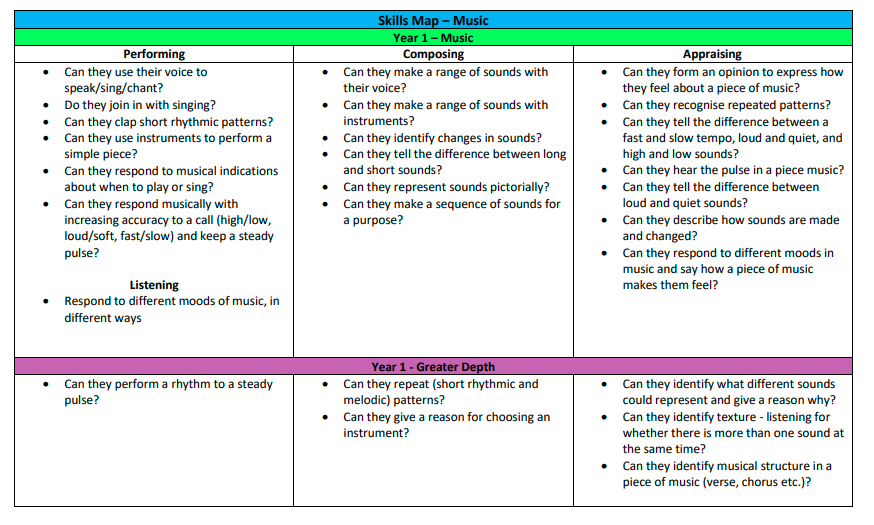 Skills Map – Music
Year 1 – Music
Performing
• Can they use their voice to
speak/sing/chant?
• Do they join in with singing?
• Can they clap short rhythmic patterns?
• Can they use instruments to perform a
simple piece?
• Can they respond to musical indications
about when to play or sing?
• Can they respond musically with
increasing accuracy to a call (high/low,
loud/soft, fast/slow) and keep a steady
pulse?
Listening
• Respond to different moods of music, in
different ways
Composing
• Can they make a range of sounds with
their voice?
• Can they make a range of sounds with
instruments?
• Can they identify changes in sounds?
• Can they tell the difference between long
and short sounds?
• Can they represent sounds pictorially?
• Can they make a sequence of sounds for
a purpose?
Appraising
• Can they form an opinion to express how
they feel about a piece of music?
• Can they recognise repeated patterns?
• Can they tell the difference between a
fast and slow tempo, loud and quiet, and
high and low sounds?
• Can they hear the pulse in a piece music?
• Can they tell the difference between
loud and quiet sounds?
• Can they describe how sounds are made
and changed?
• Can they respond to different moods in
music and say how a piece of music
makes them feel?
Year 1 - Greater Depth
• Can they perform a rhythm to a steady
pulse?
• Can they repeat (short rhythmic and
melodic) patterns?
• Can they give a reason for choosing an
instrument?
• Can they identify what different sounds
could represent and give a reason why?
• Can they identify texture - listening for
whether there is more than one sound at
the same time?
• Can they identify musical structure in a
piece of music (verse, chorus etc.)?